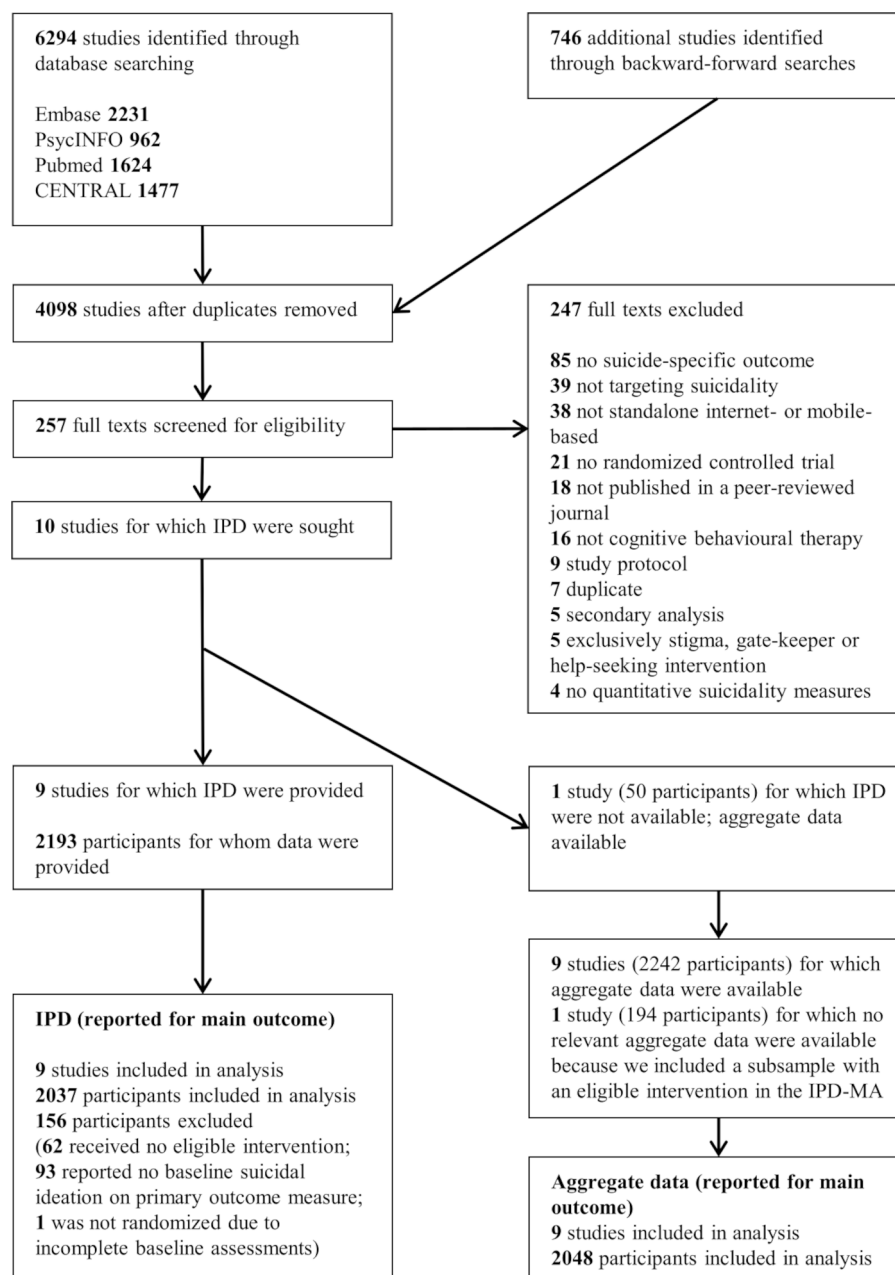 6294 studies identified through
database searching
Embase 2231
PsycINFO 962
Pubmed 1624
CENTRAL 1477
746 additional studies identified
through backward-forward searches
4098 studies after duplicates removed
257 full texts screened for eligibility
247 full texts excluded
85 no suicide-specific outcome
39 not targeting suicidality
38 not standalone internet- or mobile-
based
21 no randomized controlled trial
18 not published in a peer-reviewed
journal
16 not cognitive behavioural therapy
9 study protocol
7 duplicate
5 secondary analysis
5 exclusively stigma, gate-keeper or
help-seeking intervention
4 no quantitative suicidality measures
10 studies for which IPD were sought
9 studies for which IPD were provided
2193 participants for whom data were
provided
1 study (50 participants) for which IPD
were not available; aggregate data
available
IPD (reported for main outcome)
9 studies included in analysis
2037 participants included in analysis
156 participants excluded
(62 received no eligible intervention;
93 reported no baseline suicidal
ideation on primary outcome measure;
1 was not randomized due to
incomplete baseline assessments)
9 studies (2242 participants) for which
aggregate data were available
1 study (194 participants) for which no
relevant aggregate data were available
because we included a subsample with
an eligible intervention in the IPD-MA
Aggregate data (reported for main
outcome)
9 studies included in analysis
2048 participants included in analysis